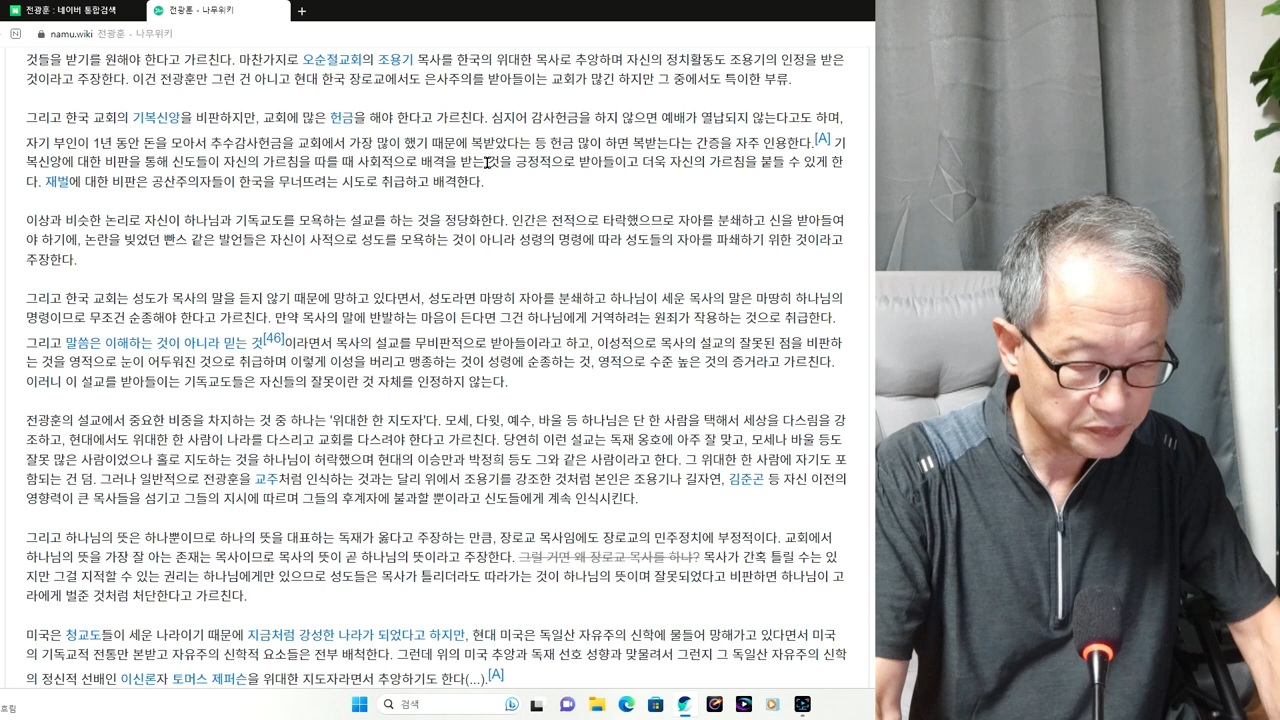 전광훈 : 네이버 통합검색
전광훈 - 나무위키
namu.wiki 전광훈 - 나무위키
것들을 받기를 원해야 한다고 가르친다. 마찬가지로 오순절교회의 조용기 목사를 한국의 위대한 목사로 추앙하며 자신의 정치활동도 조용기의 인정을 받은
것이라고 주장한다. 이건 전광훈만 그런 건 아니고 현대 한국 장로교에서도 은사주의를 받아들이는 교회가 많긴 하지만 그 중에서도 특이한 부류.
그리고 한국 교회의 기복신앙을 비판하지만, 교회에 많은 헌금을 해야 한다고 가르친다. 심지어 감사헌금을 하지 않으면 예배가 열납되지 않는다고도 하며,
자기 부인이 1년 동안 돈을 모아서 추수감사헌금을 교회에서 가장 많이 했기 때문에 복받았다는 등 헌금 많이 하면 복받는다는 간증을 자주 인용한다.[A] 기
복신앙에 대한 비판을 통해 신도들이 자신의 가르침을 따를 때 사회적으로 배격을 받는 것을 긍정적으로 받아들이고 더욱 자신의 가르침을 붙들 수 있게 한
다. 재벌에 대한 비판은 공산주의자들이 한국을 무너뜨려는 시도로 취급하고 배격한다.
이상과 비슷한 논리로 자신이 하나님과 기독교도를 모욕하는 설교를 하는 것을 정당화한다. 인간은 전적으로 타락했으므로 자아를 분쇄하고 신을 받아들여
야 하기에, 논란을 빚었던 빤스 같은 발언들은 자신이 사적으로 성도를 모욕하는 것이 아니라 성령의 명령에 따라 성도들의 자아를 파쇄하기 위한 것이라고
주장한다.
그리고 한국 교회는 성도가 목사의 말을 듣지 않기 때문에 망하고 있다면서, 성도라면 마땅히 자아를 분쇄하고 하나님이 세운 목사의 말은 마땅히 하나님의
명령이므로 무조건 순종해야 한다고 가르친다. 만약 목사의 말에 반발하는 마음이 든다면 그건 하나님에게 거역하려는 원죄가 작용하는 것으로 취급한다.
그리고 말씀은 이해하는 것이 아니라 믿는 것[46]이라면서 목사의 설교를 무비판적으로 받아들이라고 하고, 이성적으로 목사의 설교의 잘못된 점을 비판하
는 것을 영적으로 눈이 어두워진 것으로 취급하며 이렇게 이성을 버리고 맹종하는 것이 성령에 순종하는 것, 영적으로 수준 높은 것의 증거라고 가르친다.
이러니 이 설교를 받아들이는 기독교도들은 자신들의 잘못이란 것 자체를 인정하지 않는다.
전광훈의 설교에서 중요한 비중을 차지하는 것 중 하나는 '위대한 한 지도자'다. 모세, 다윗, 예수, 바울 등 하나님은 단 한 사람을 택해서 세상을 다스림을 강
조하고, 현대에서도 위대한 한 사람이 나라를 다스리고 교회를 다스려야 한다고 가르친다. 당연히 이런 설교는 독재 옹호에 아주 잘 맞고, 모세나 바울 등도
잘못 많은 사람이었으나 홀로 지도하는 것을 하나님이 허락했으며 현대의 이승만과 박정희 등도 그와 같은 사람이라고 한다. 그 위대한 한 사람에 자기도 포
함되는 건 덤. 그러나 일반적으로 전광훈을 교주처럼 인식하는 것과는 달리 위에서 조용기를 강조한 것처럼 본인은 조용기나 길자연, 김준곤 등 자신 이전의
영향력이 큰 목사들을 섬기고 그들의 지시에 따르며 그들의 후계자에 불과할 뿐이라고 신도들에게 계속 인식시킨다.
그리고 하나님의 뜻은 하나뿐이므로 하나의 뜻을 대표하는 독재가 옳다고 주장하는 만큼, 장로교 목사임에도 장로교의 민주정치에 부정적이다. 교회에서
하나님의 뜻을 가장 잘 아는 존재는 목사이므로 목사의 뜻이 곧 하나님의 뜻이라고 주장한다. 그럴 거면 왜 장로교 목사를 하나? 목사가 간혹 틀릴 수는 있
지만 그걸 지적할 수 있는 권리는 하나님에게만 있으므로 성도들은 목사가 틀리더라도 따라가는 것이 하나님의 뜻이며 잘못되었다고 비판하면 하나님이 고
라에게 벌준 것처럼 처단한다고 가르친다.
미국은 청교도들이 세운 나라이기 때문에 지금처럼 강성한 나라가 되었다고 하지만, 현대 미국은 독일산 자유주의 신학에 물들어 망해가고 있다면서 미국
의 기독교적 전통만 본받고 자유주의 신학적 요소들은 전부 배척한다. 그런데 위의 미국 추앙과 독재 선호 성향과 맞물려서 그런지 그 독일산 자유주의 신학
의 정신적 선배인 이신론자 토머스 제퍼슨을 위대한 지도자라면서 추앙하기도 한다(...).[A]
흐림
검색